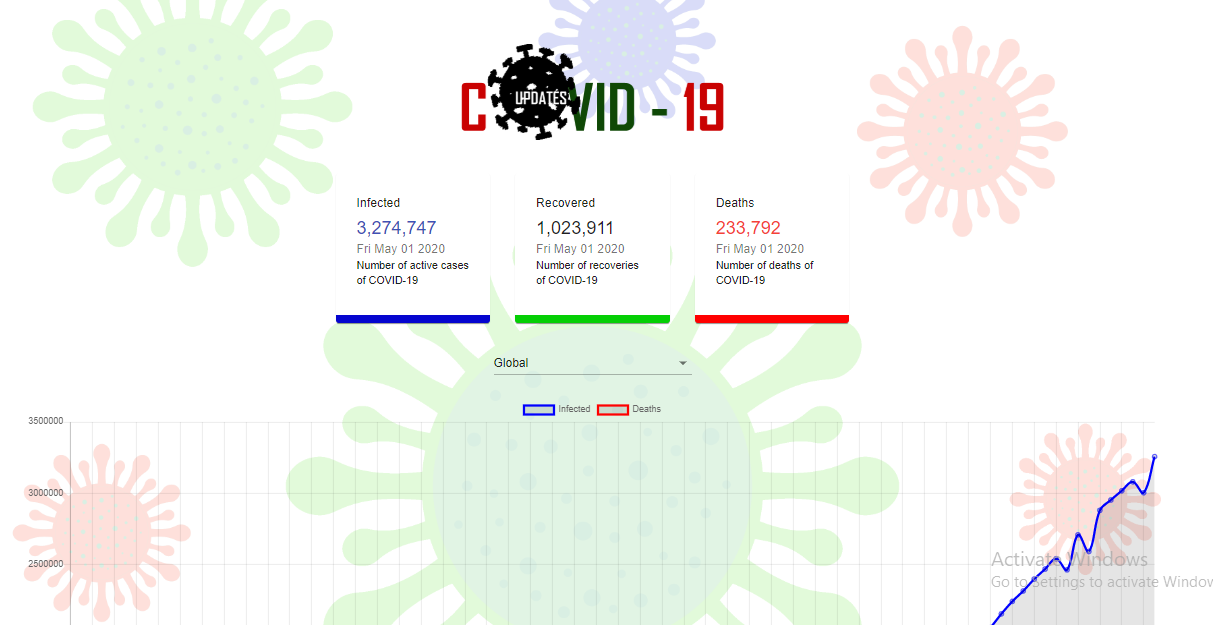 COVID - 19
UPDATES
Infected
3,274,747
Fri May 01 2020
Number of active cases
of COVID-19
Recovered
1,023,911
Fri May 01 2020
Number of recoveries
of COVID-19
Deaths
233,792
Fri May 01 2020
Number of deaths of
COVID-19
Global
Infected Deaths
3500000
3000000
2500000
Activate Windows
Go to Settings to activate Window